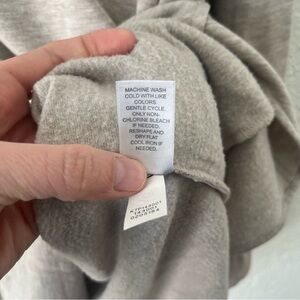 MACHINE WASH
COLD WITH LIKE
COLORS.
GENTLE CYCLE.
ONLY NON-
CHLORINE BLEACH
IF NEEDED.
RESHAPE AND
DRY FLAT
COOL IRON IF
NEEDED.